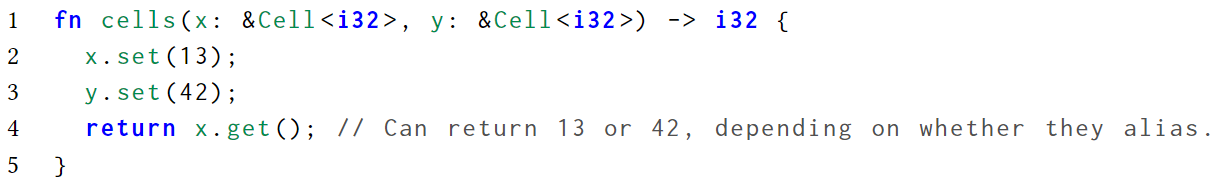 1 fn cells(x: &Cell<i32>, y: &Cell<i32>) -> i32 {
2   x.set(13);
3   y.set(42);
4   return x.get(); // Can return 13 or 42, depending on whether they alias.
5 }